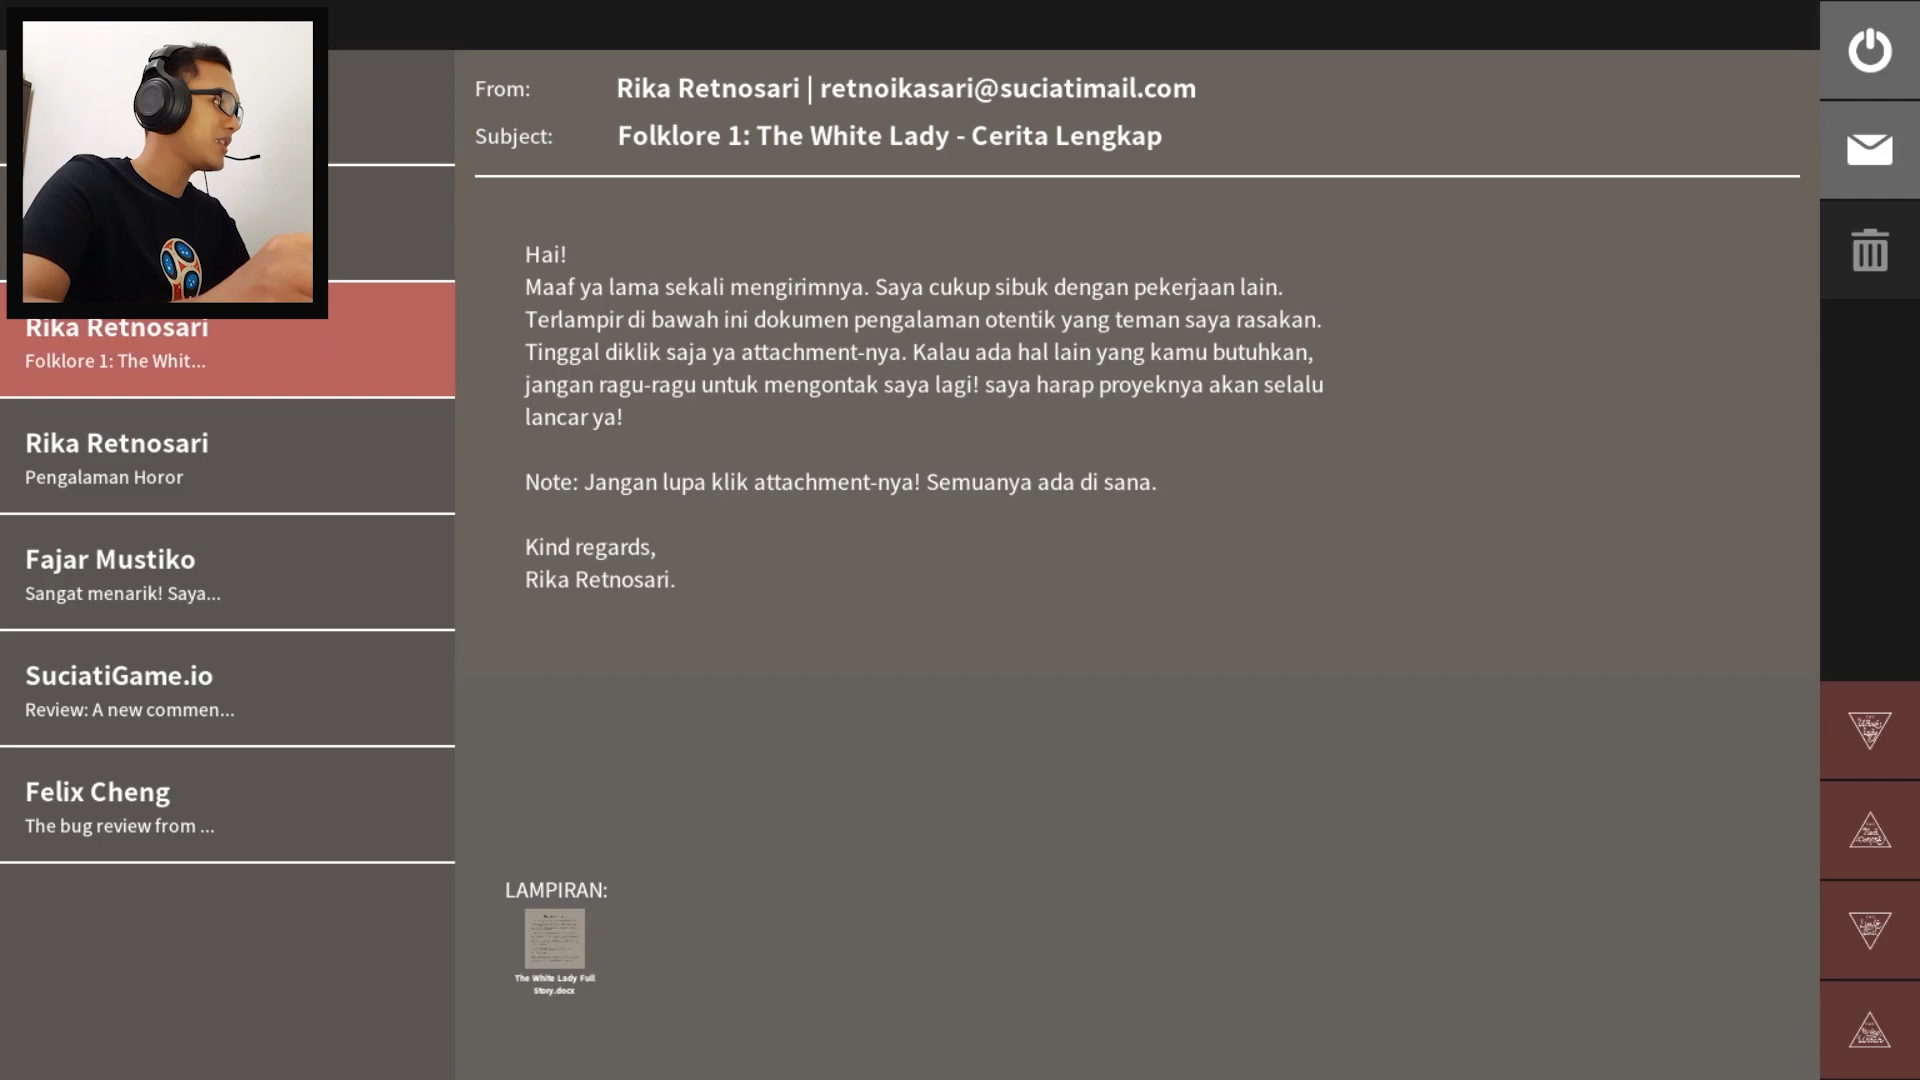 From: Rika Retnosari | retnoikasari@suciatimail.com
Subject: Folklore 1: The White Lady - Cerita Lengkap
Rika Retnosari
Folklore 1: The Whit...
Rika Retnosari
Pengalaman Horor
Fajar Mustiko
Sangat menarik! Saya...
SuciatiGame.io
Review: A new commen...
Felix Cheng
The bug review from ...
Hai!
Maaf ya lama sekali mengirimnya. Saya cukup sibuk dengan pekerjaan lain.
Terlampir di bawah ini dokumen pengalaman otentik yang teman saya rasakan.
Tinggal diklik saja ya attachment-nya. Kalau ada hal lain yang kamu butuhkan,
jangan ragu-ragu untuk mengontak saya lagi! saya harap proyeknya akan selalu
lancar ya!
Note: Jangan lupa klik attachment-nya! Semuanya ada di sana.
Kind regards,
Rika Retnosari.
LAMPIRAN:
The White Lady Full
Story.docx